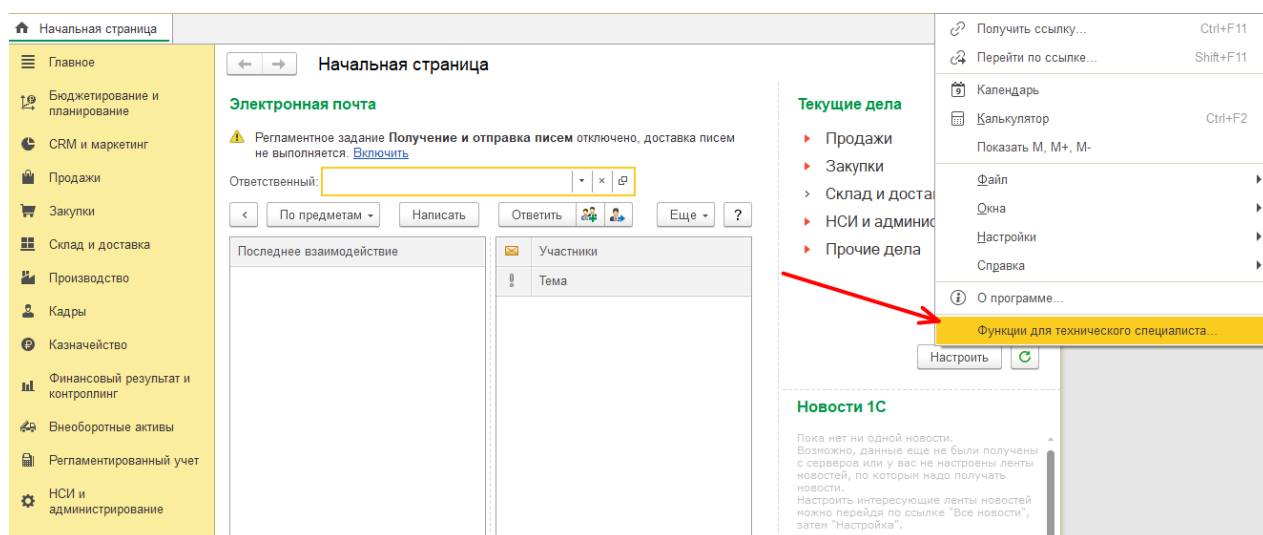 Начальная страница
Главное
Бюджетирование и
планирование
CRM и маркетинг
Продажи
Закупки
Склад и доставка
Производство
Кадры
Казначейство
Финансовый результат и
контроллинг
Внеоборотные активы
Регламентированный учет
НСИ и
администрирование
Начальная страница
Электронная почта
Регламентное задание Получение и отправка писем отключено, доставка писем
не выполняется. Включить
Ответственный:
По предметам
Написать
Ответить
Еще
?
Последнее взаимодействие
Участники
Тема
Текущие дела
Продажи
Закупки
Склад и доста
НСИ и админис
Прочие дела
Настроить
Новости 1С
Пока нет ни одной новости.
Возможно, данные еще не были получены
с серверов или у вас не настроены ленты
новостей, по которым надо получать
новости.
Настроить интересующие ленты новостей
можно перейдя по ссылке "Все новости",
затем "Настройка".
Получить ссылку... Ctrl+F11
Перейти по ссылке... Shift+F11
Календарь
Калькулятор Ctrl+F2
Показать M, M+, M-
Файл
Окна
Настройки
Справка
О программе...
Функции для технического специалиста...